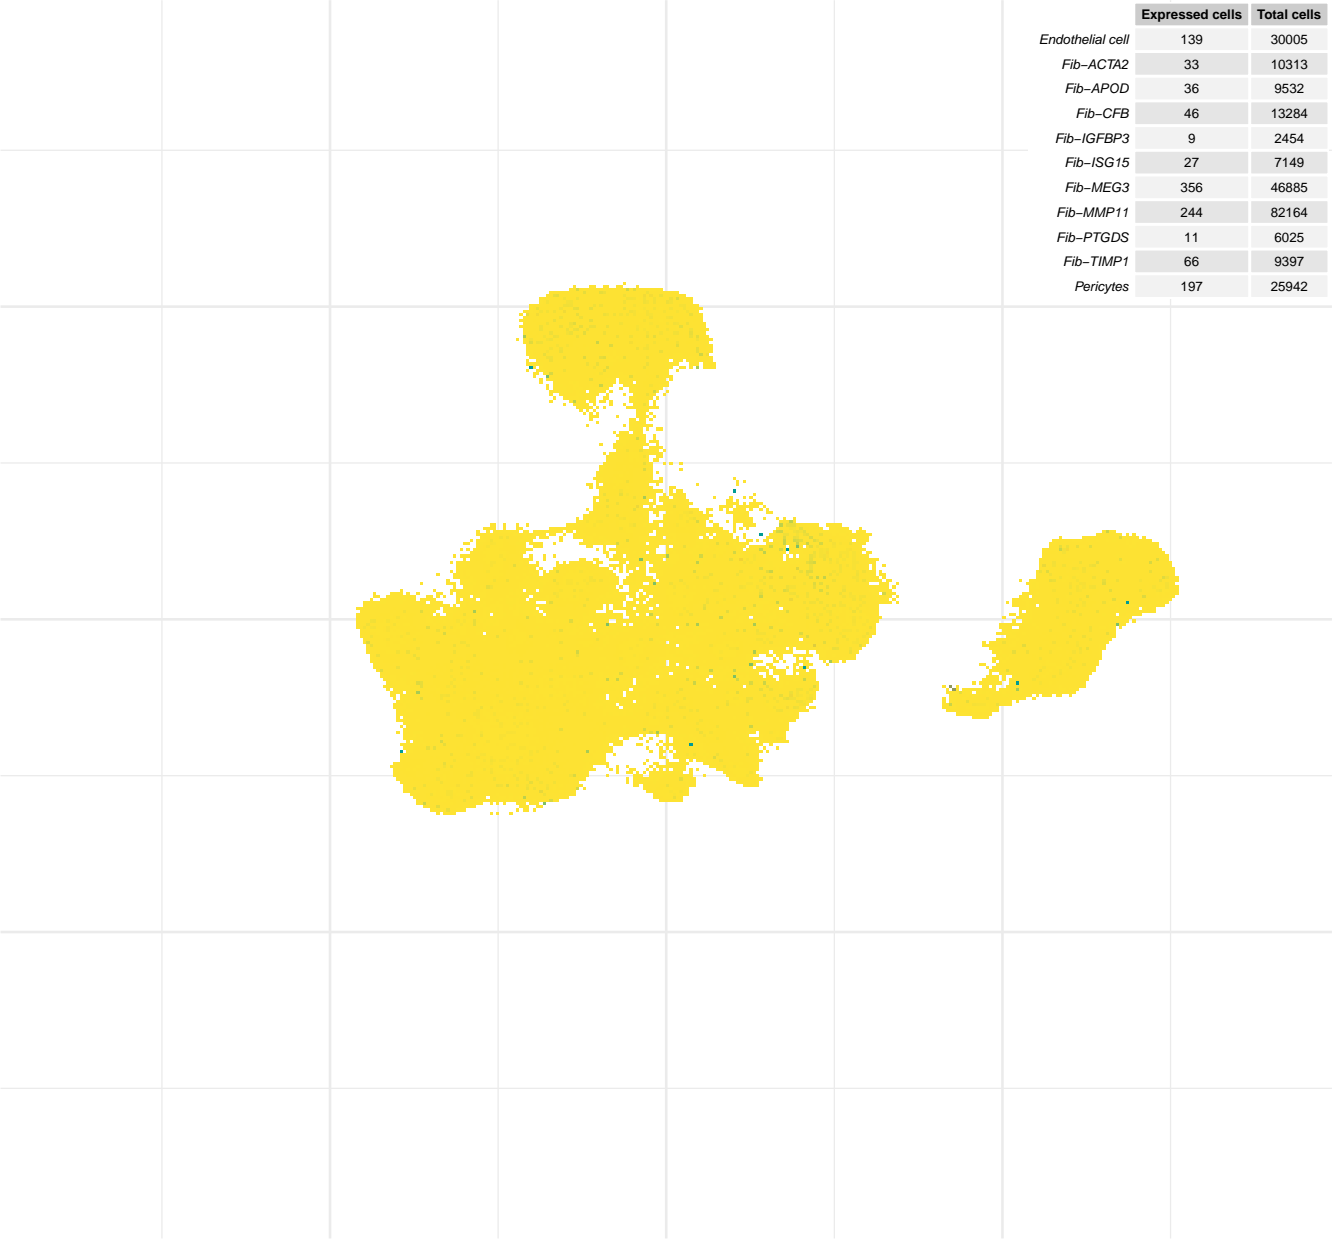 Expressed cells Total cells
Endothelial cell 139 30005
Fib−ACTA2 33 10313
Fib−APOD 36 9532
Fib−CFB 46 13284
Fib−IGFBP3 9 2454
Fib−ISG15 27 7149
Fib−MEG3 356 46885
Fib−MMP11 244 82164
Fib−PTGDS 11 6025
Fib−TIMP1 66 9397
Pericytes 197 25942